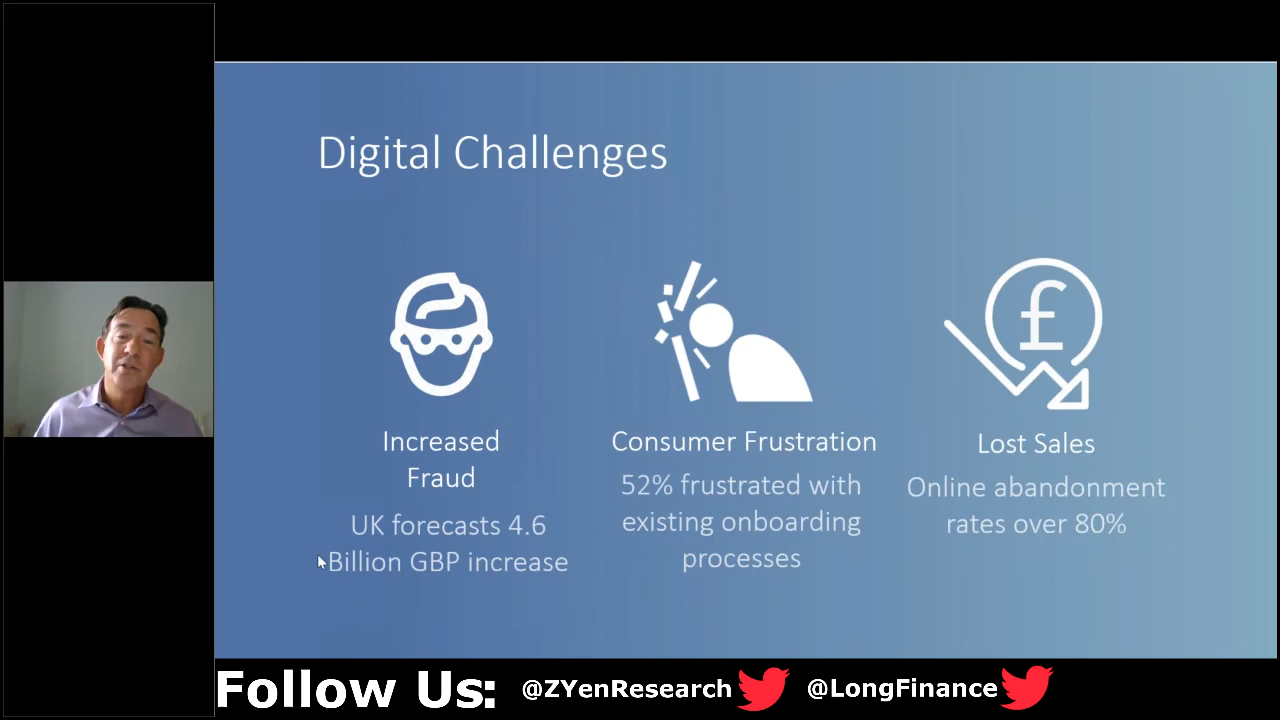 Digital Challenges
£
Increased
Fraud
UK forecasts 4.6
Billion GBP increase
Consumer Frustration
52% frustrated with
existing onboarding
processes
Lost Sales
Online abandonment
rates over 80%
Follow Us: @ZYenResearch @LongFinance